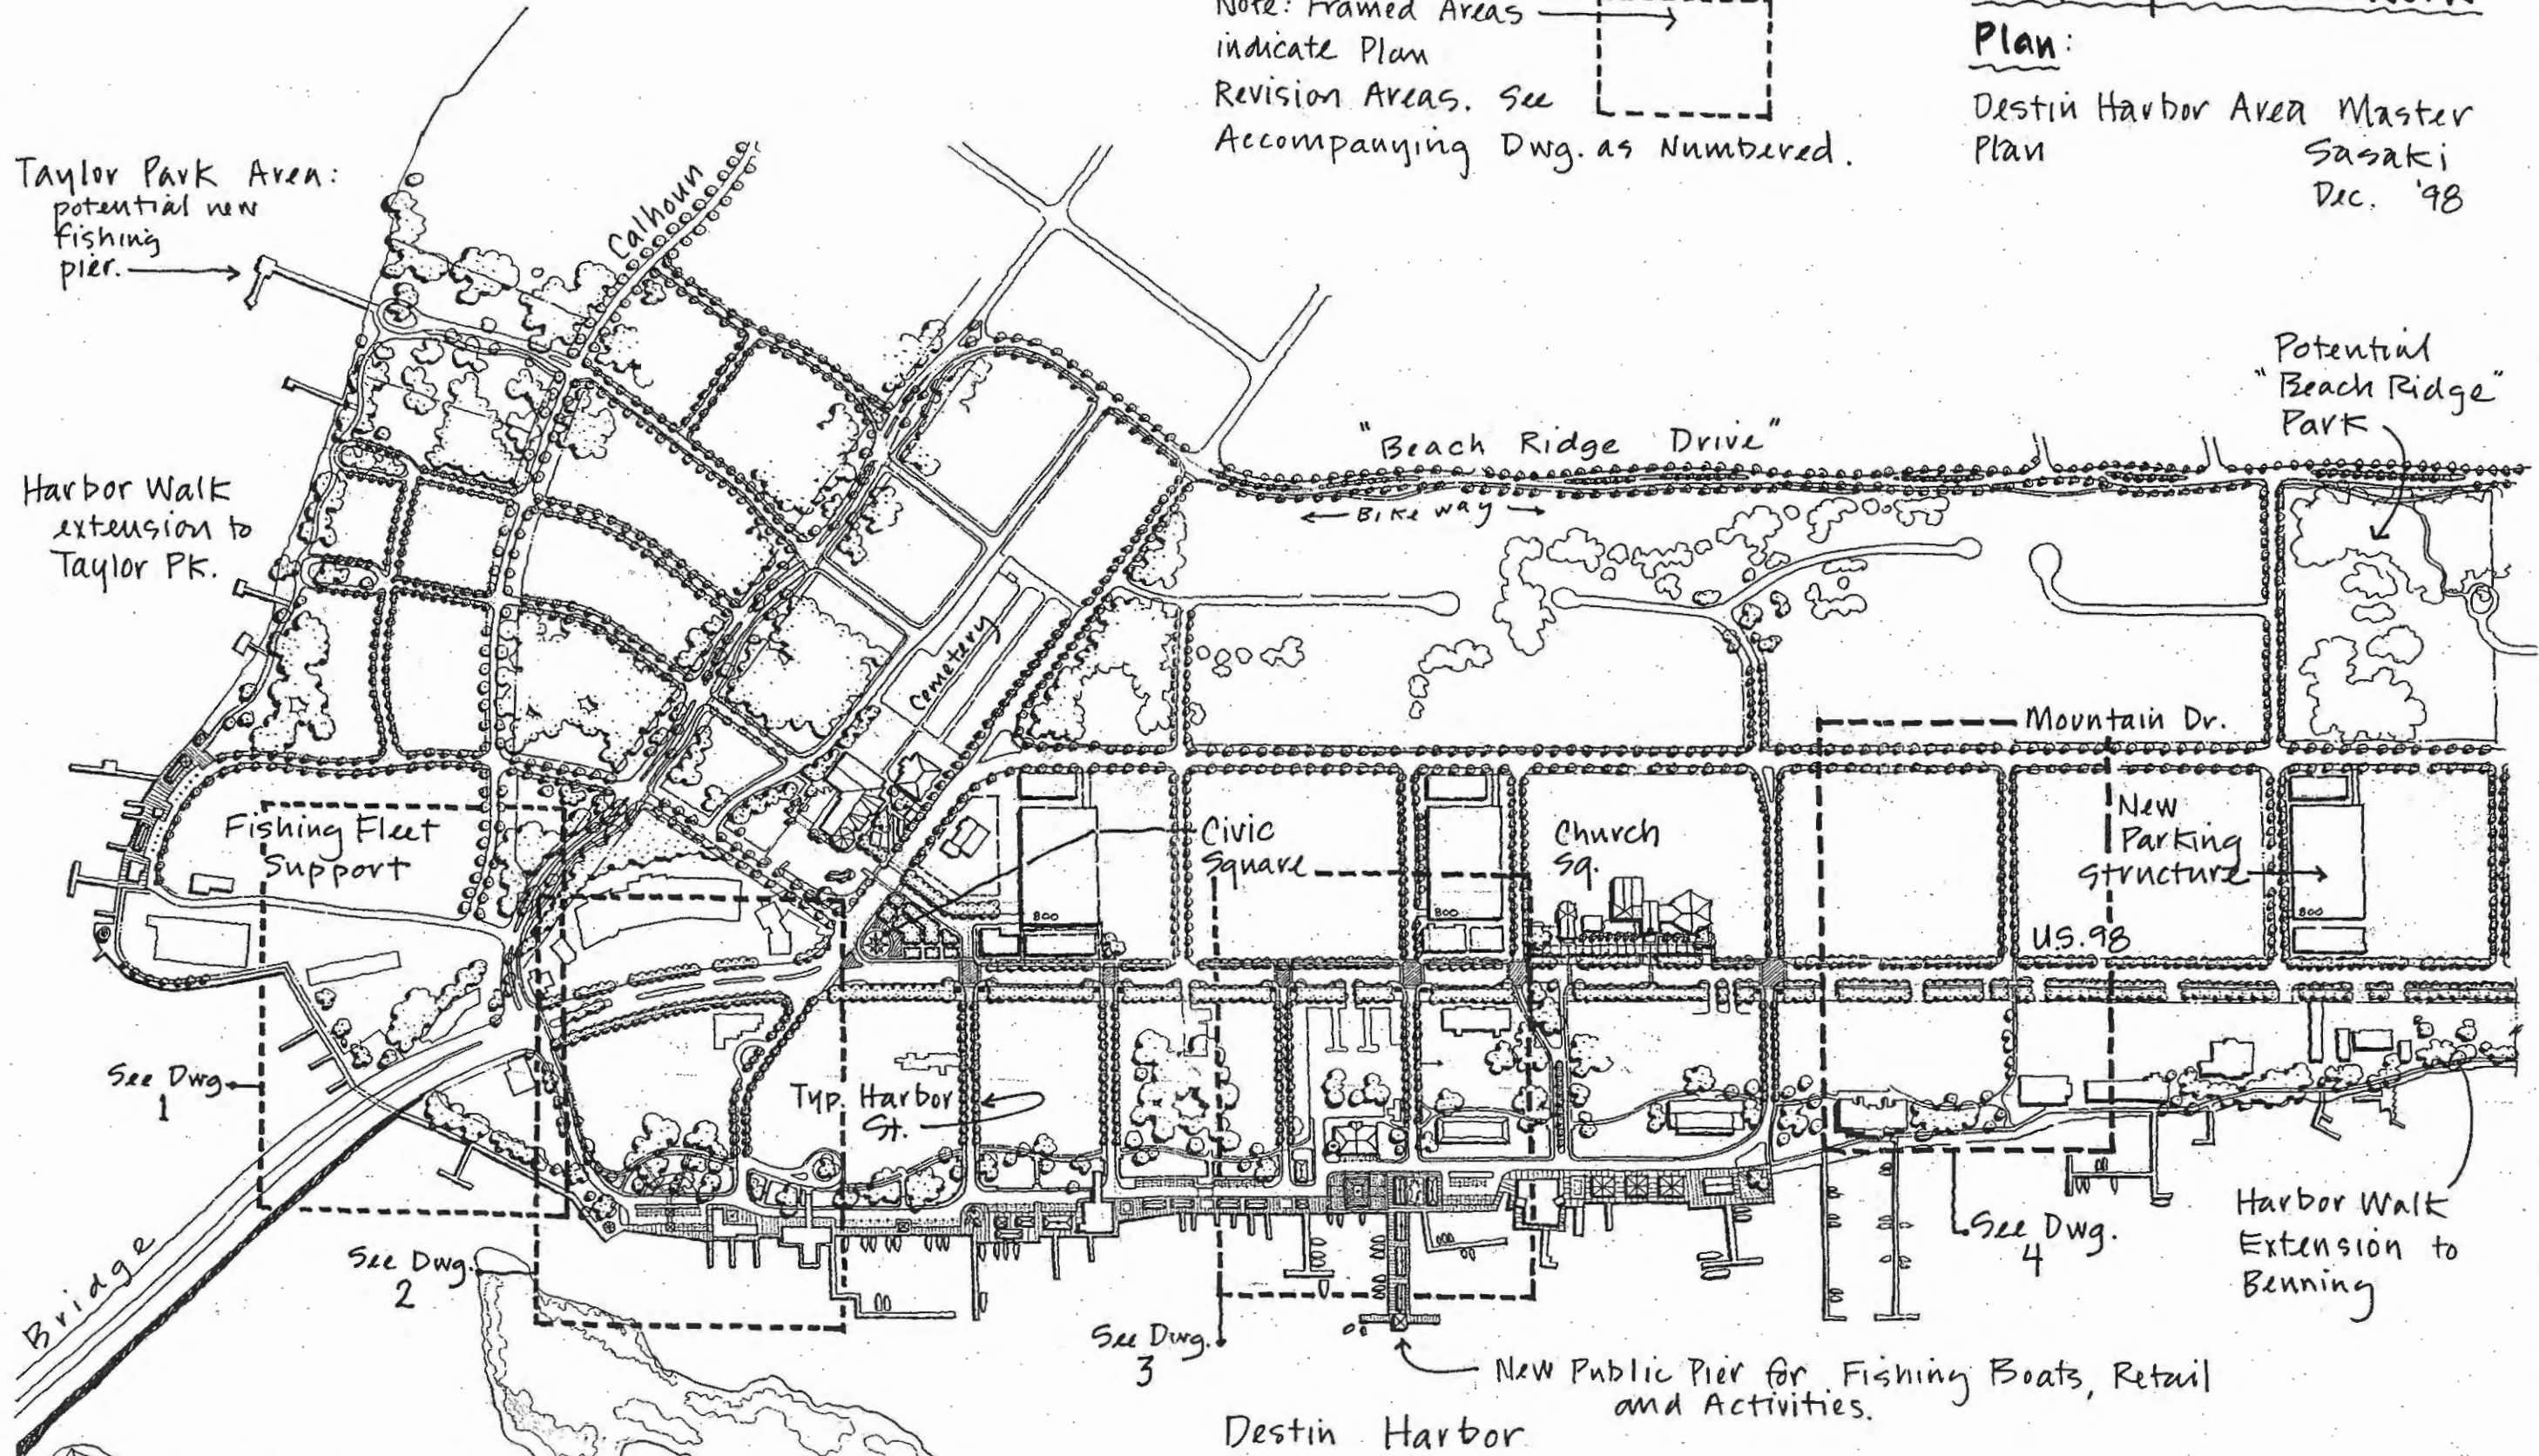 Note: Framed Areas
indicate Plan
Revision Areas. See
Accompanying Dwg. as Numbered.
Plan:
Destin Harbor Area Master
Plan
Sasaki
Dec. '98
Taylor Park Area:
potential new
fishing
pier.
Calhoun
Harbor Walk
extension to
Taylor Pk.
"Beach Ridge Drive"
Bike way
Potential
"Beach Ridge"
Park
Cemetery
Mountain Dr.
Fishing Fleet
Support
Civic
Square
Church
Sq.
New
Parking
Structure
800
800
800
U.S. 98
See Dwg
1
Typ. Harbor
St.
Bridge
See Dwg.
2
See Dwg.
3
See Dwg.
4
Harbor Walk
Extension to
Benning
New Public Pier for Fishing Boats, Retail
and Activities.
Destin Harbor